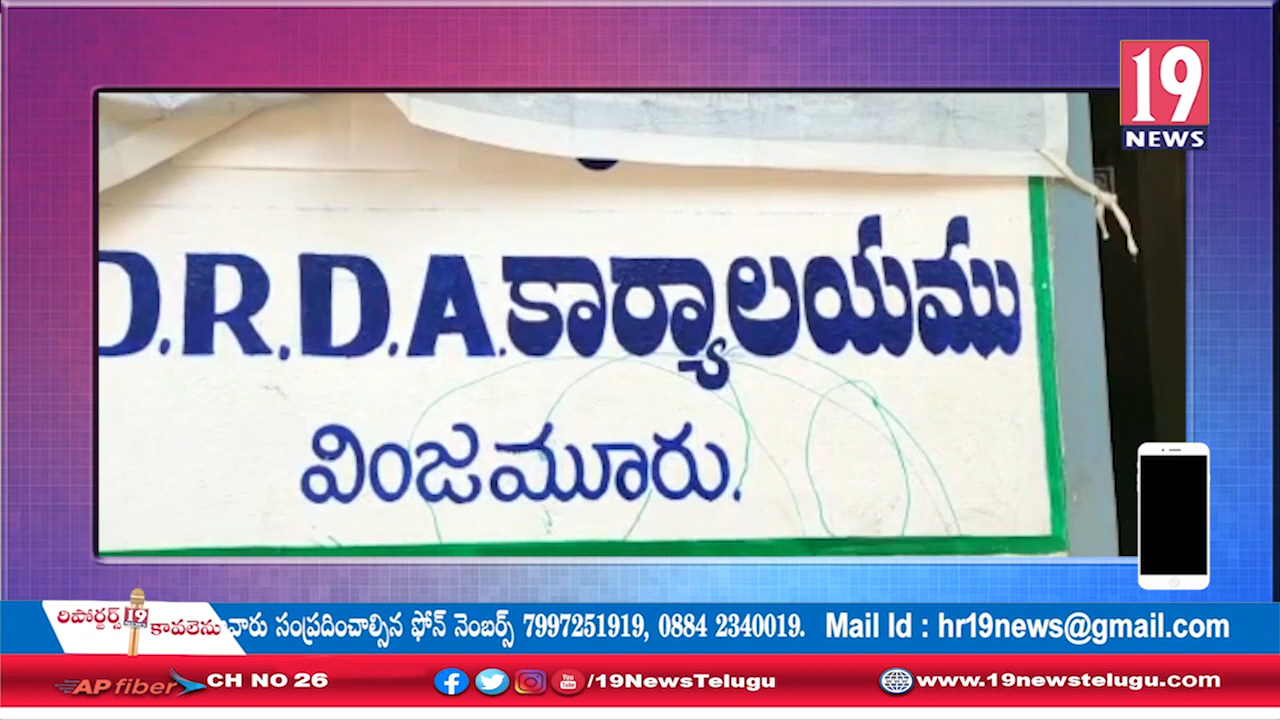 19
NEWS
D.R.D.A. కార్యాలయము
వింజమూరు.
రిపోర్టర్స్ 19 కావలెను వారు సంప్రదించాల్సిన ఫోన్ నెంబర్స్ 7997251919, 0884 2340019. Mail Id : hr19news@gmail.com
AP fiber CH NO 26 /19NewsTelugu www.19newstelugu.com